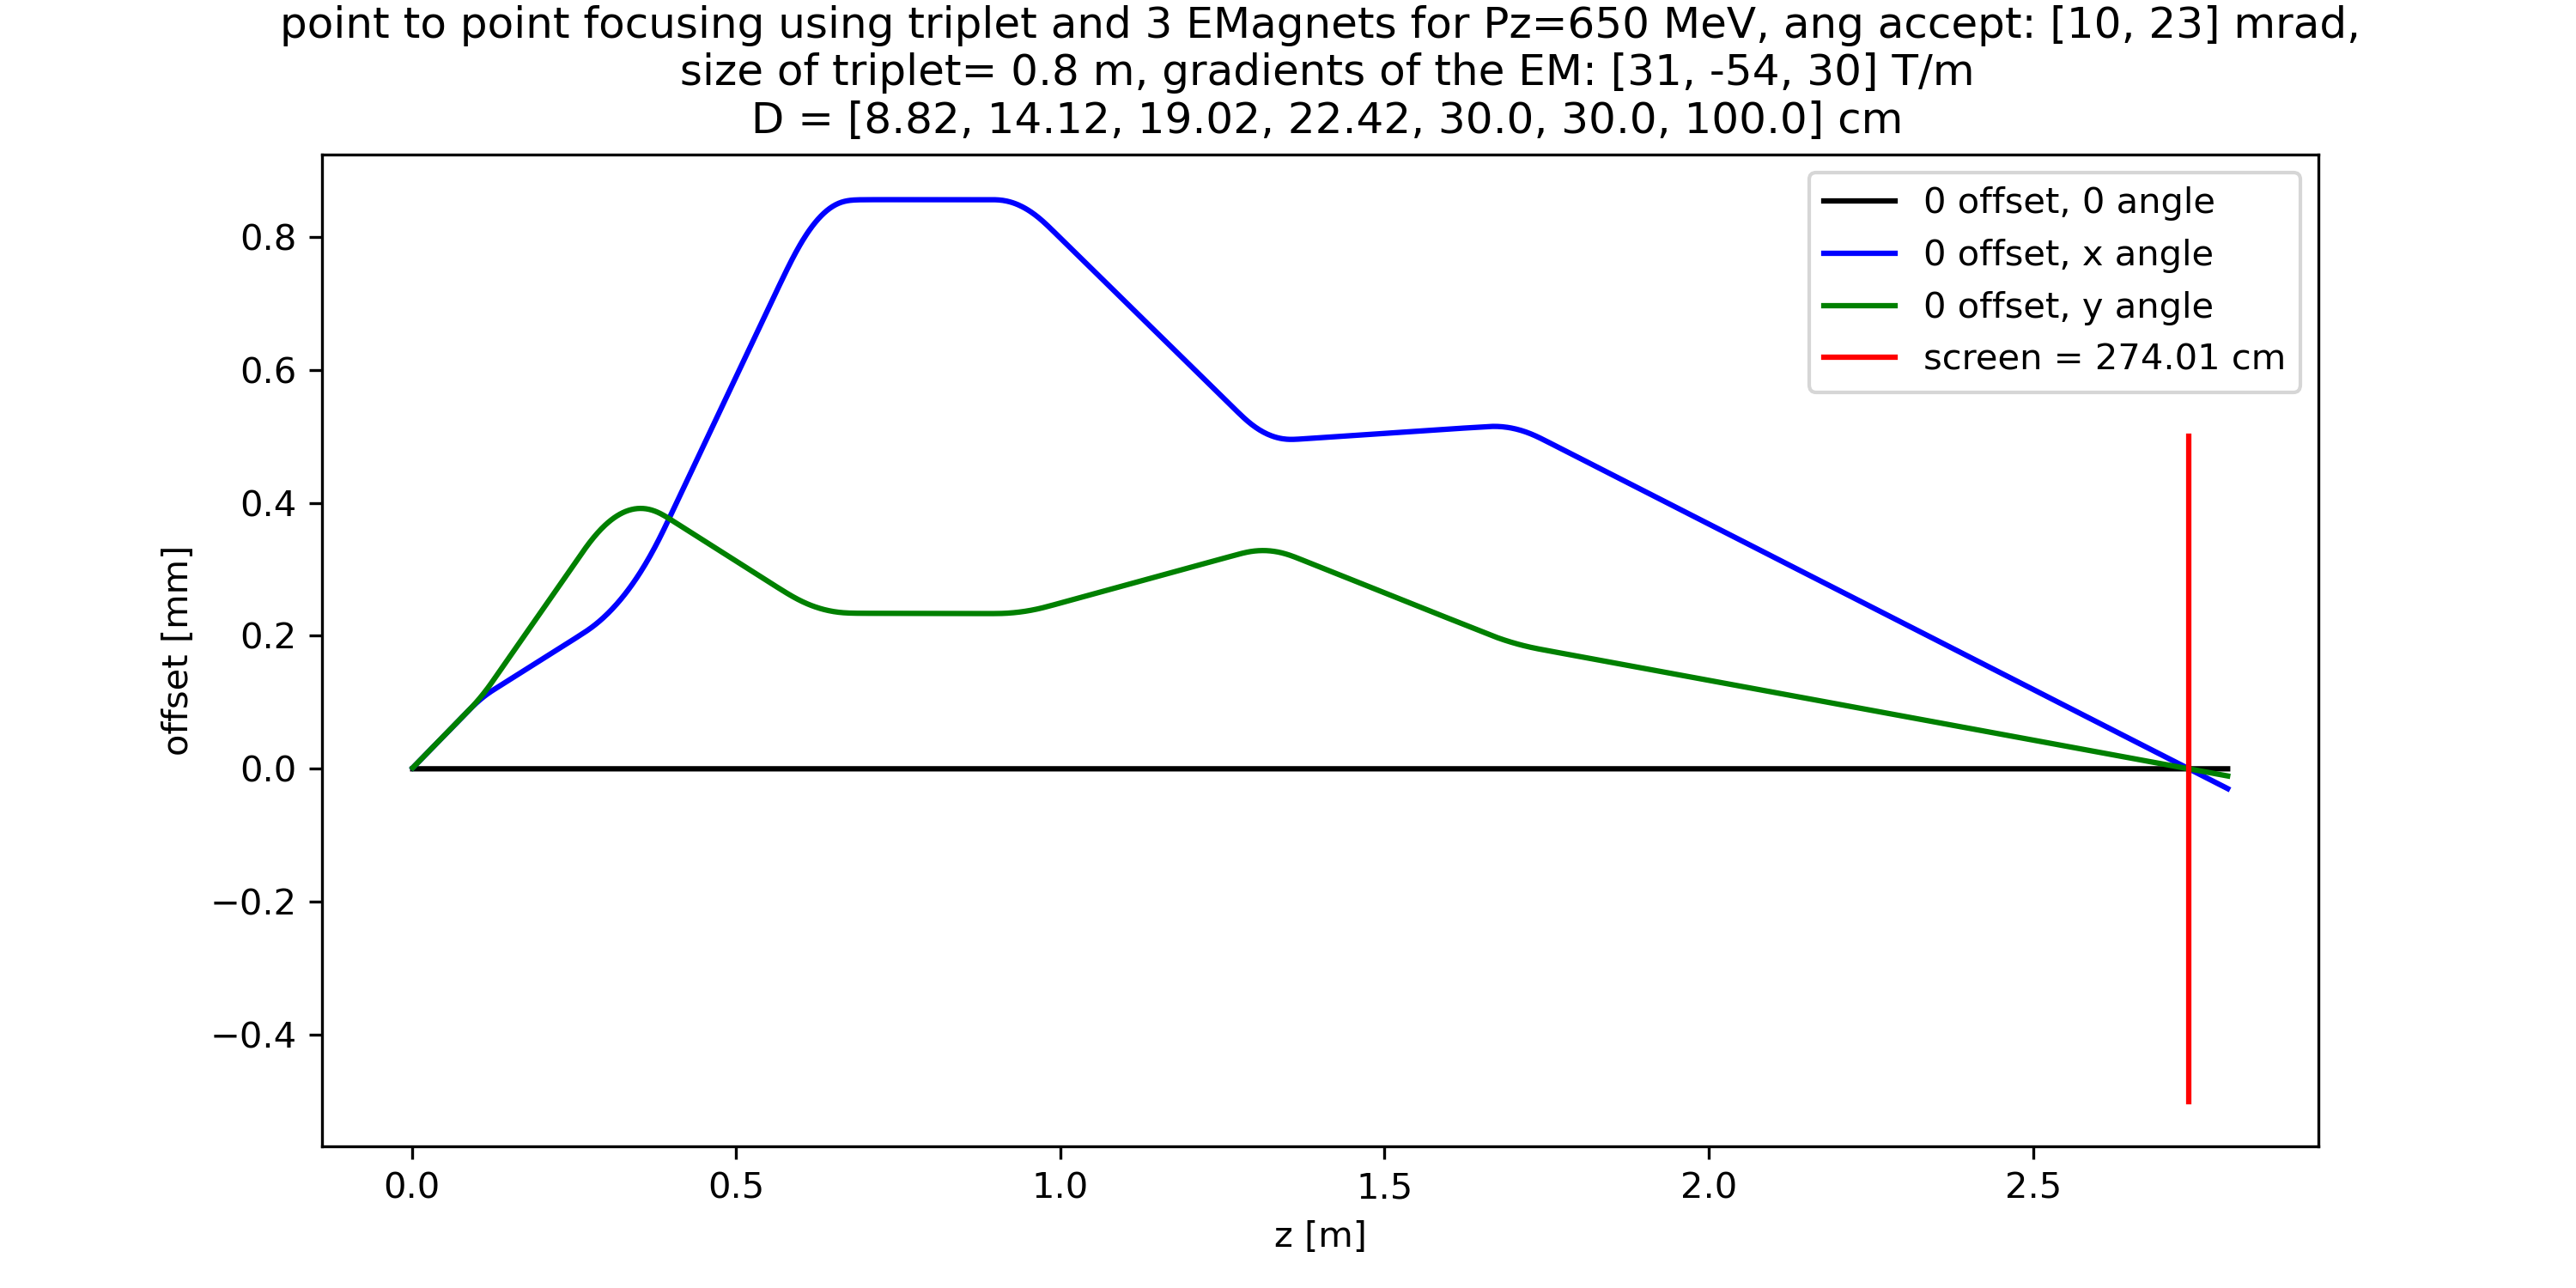 point to point focusing using triplet and 3 EMagnets for Pz=650 MeV, ang accept: [10, 23] mrad,
size of triplet= 0.8 m, gradients of the EM: [31, -54, 30] T/m
D = [8.82, 14.12, 19.02, 22.42, 30.0, 30.0, 100.0] cm
0 offset, 0 angle
0 offset, x angle
0 offset, y angle
screen = 274.01 cm
offset [mm]
0.8
0.6
0.4
0.2
0.0
−0.2
−0.4
0.0 0.5 1.0 1.5 2.0 2.5
z [m]